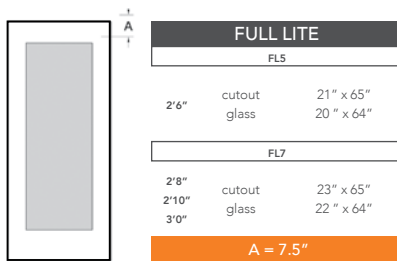 A
FULL LITE
FL5
2'6" cutout 21" x 65"
glass 20 " x 64"
FL7
2'8"
2'10"
3'0"
cutout 23" x 65"
glass 22 " x 64"
A = 7.5"